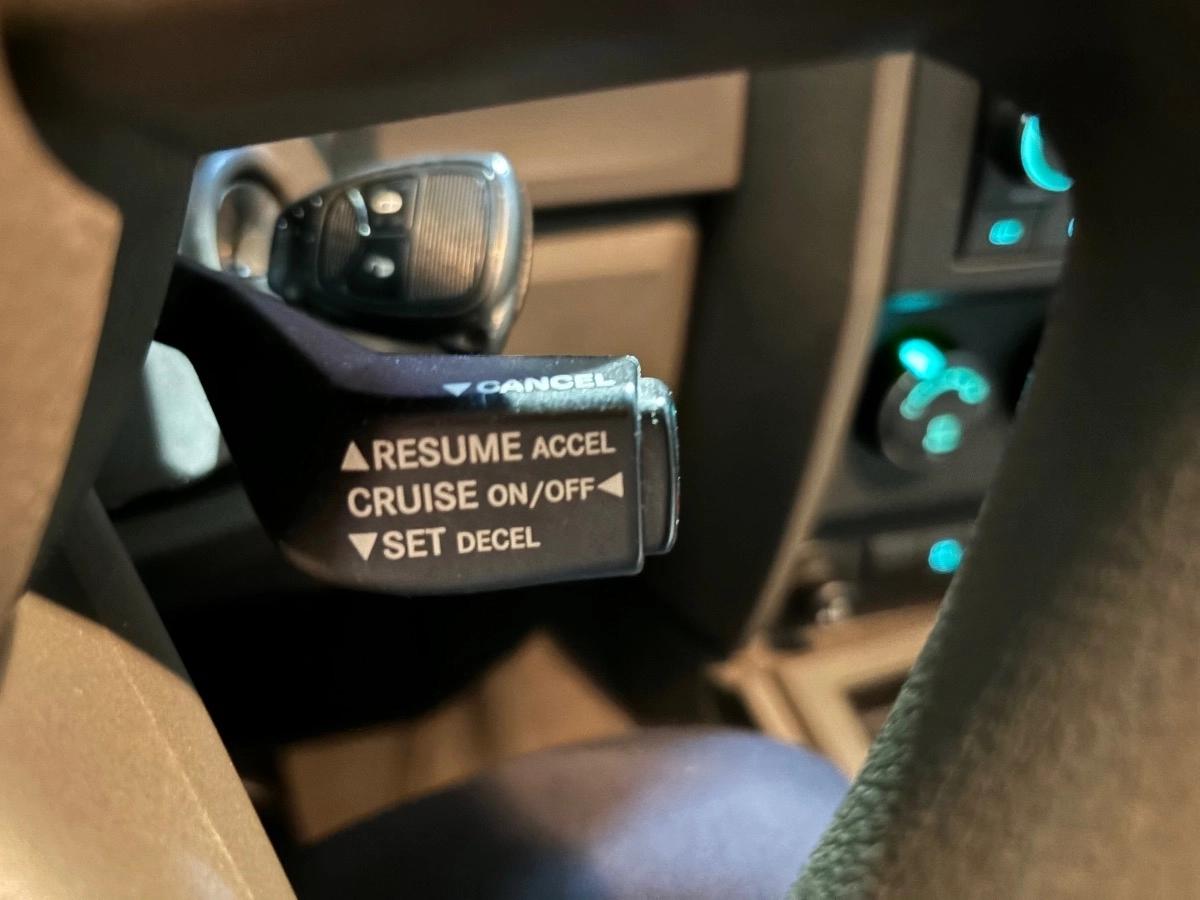 ▼CANCEL
▲RESUME ACCEL
CRUISE ON/OFF◀
▼SET DECEL